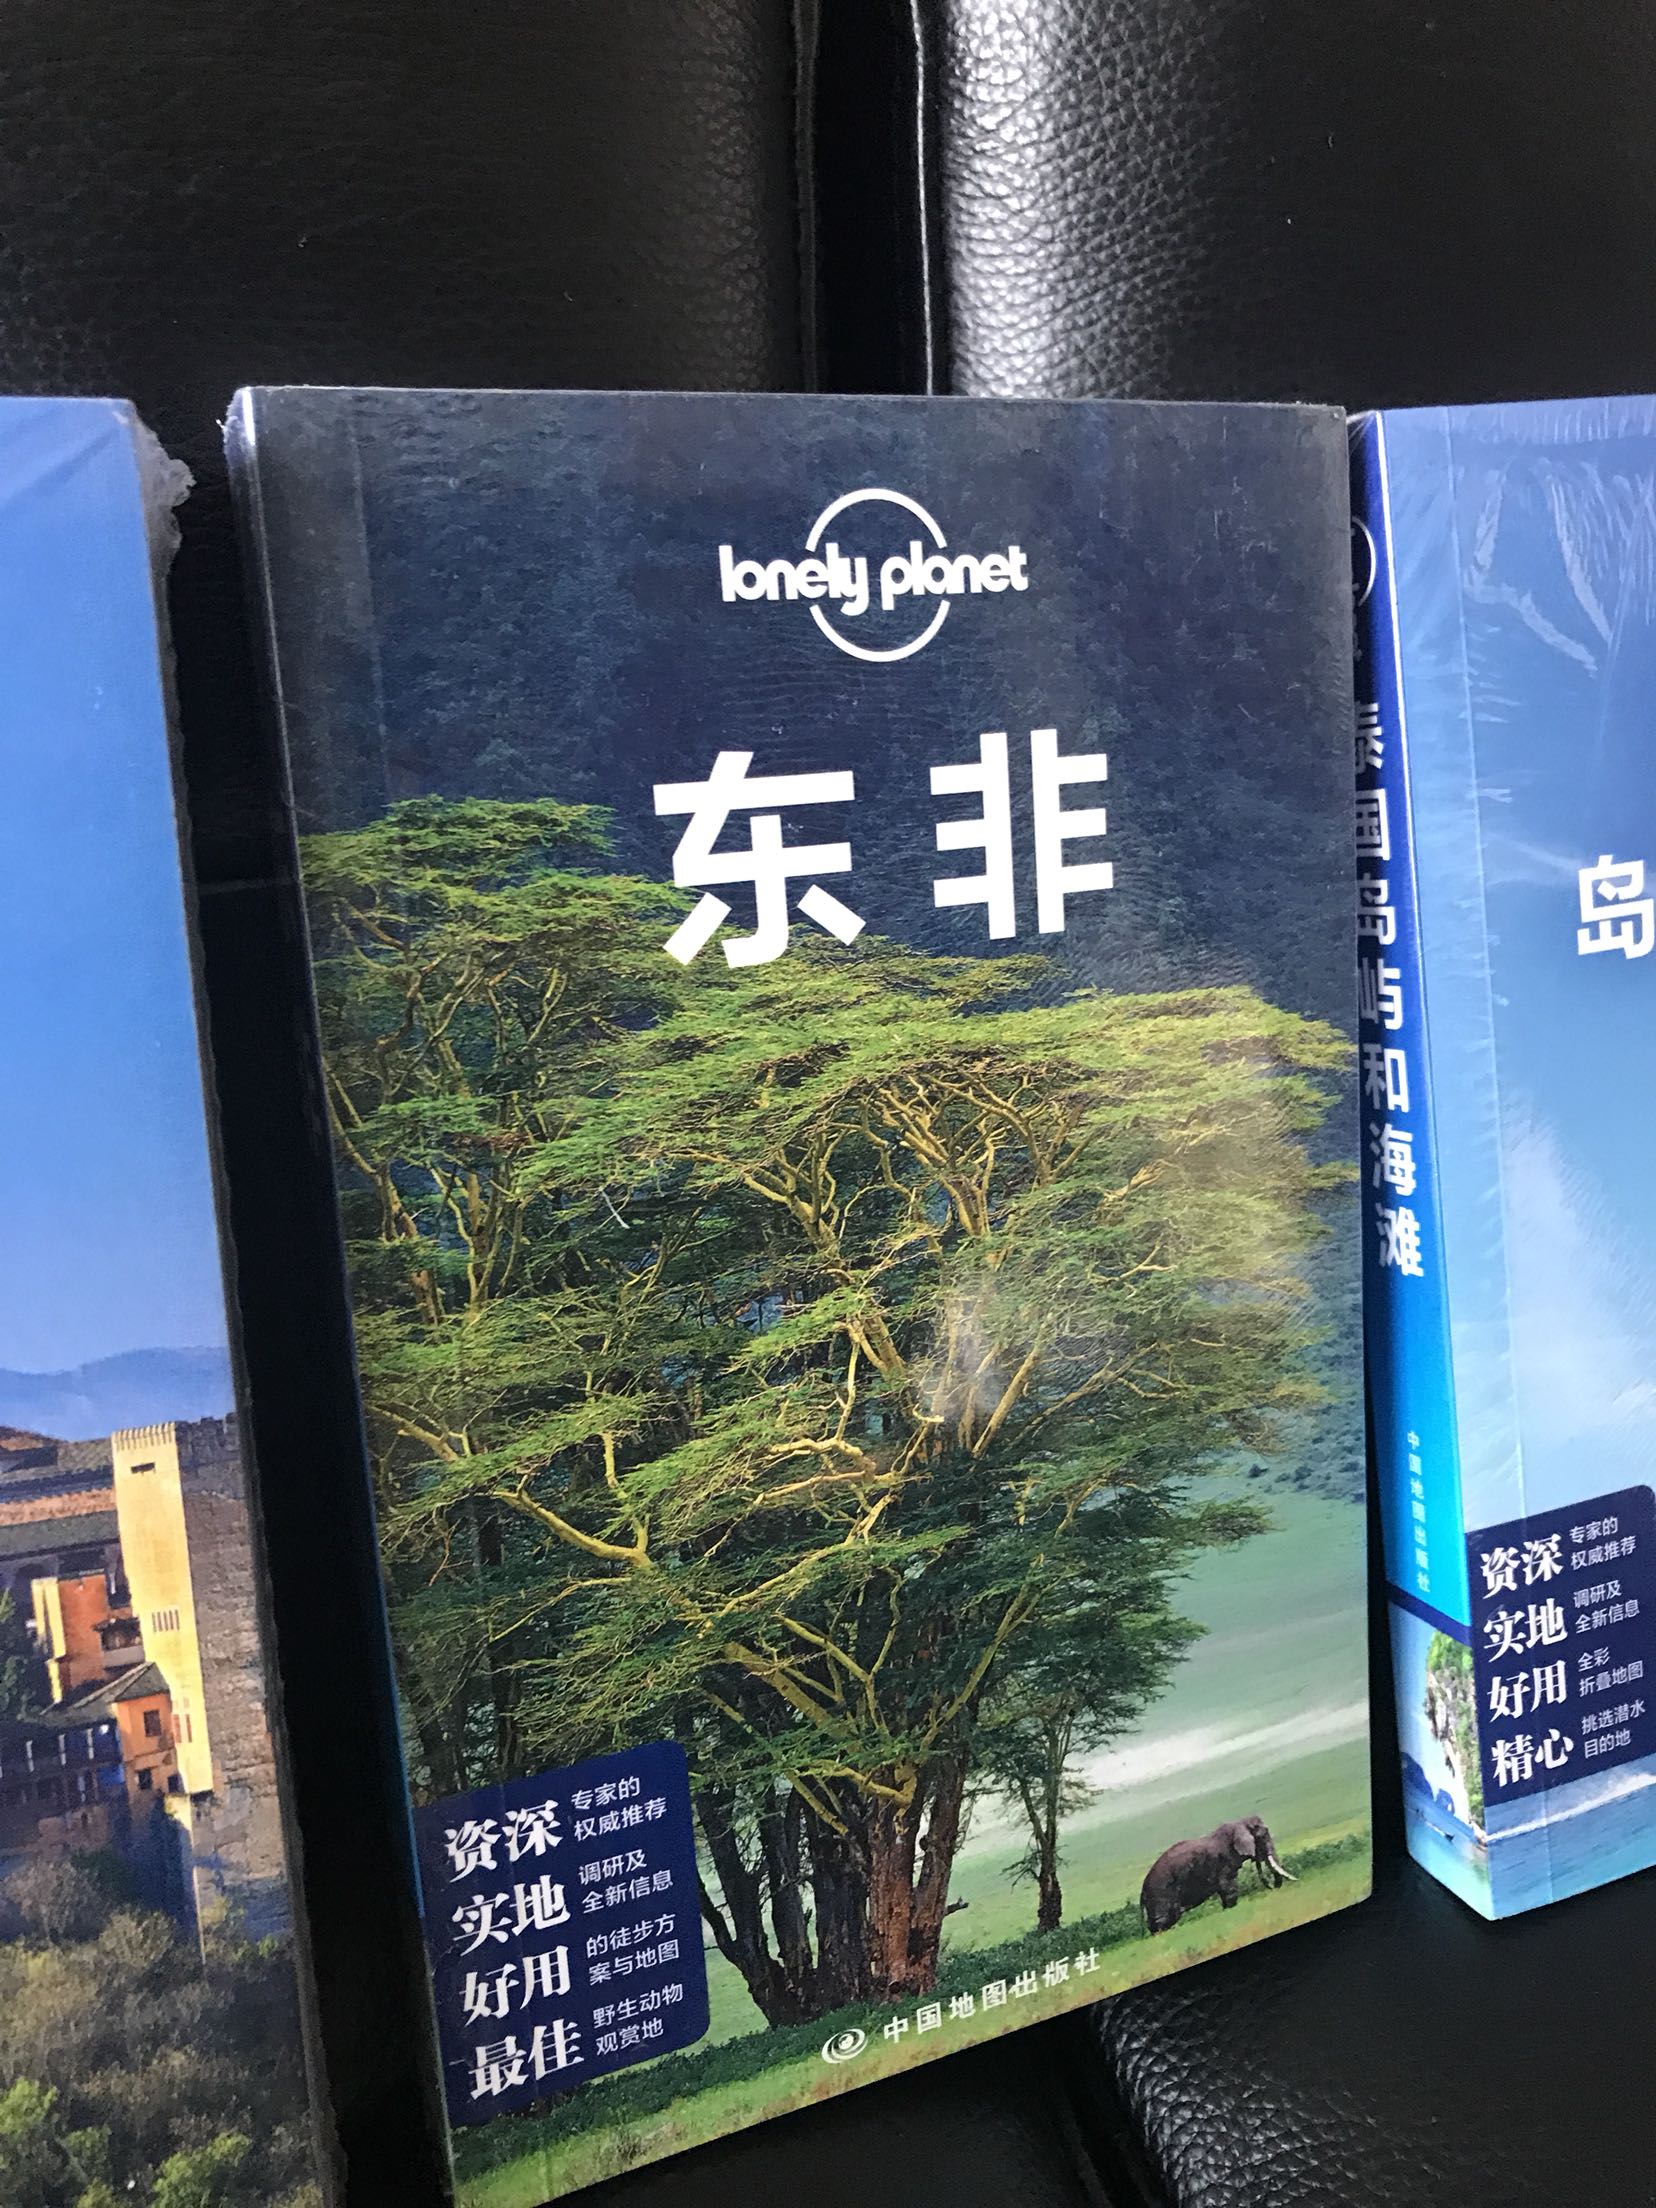 lonely planet
东非
资深 专家的
权威推荐
实地 调研及
全新信息
好用 的徒步方
案与地图
最佳 野生动物
观赏地
中国地图出版社
泰国岛屿和海滩
中国地图出版社
岛
资深 专家的
权威推荐
实地 调研及
全新信息
好用 全彩
折叠地图
精心 挑选潜水
目的地